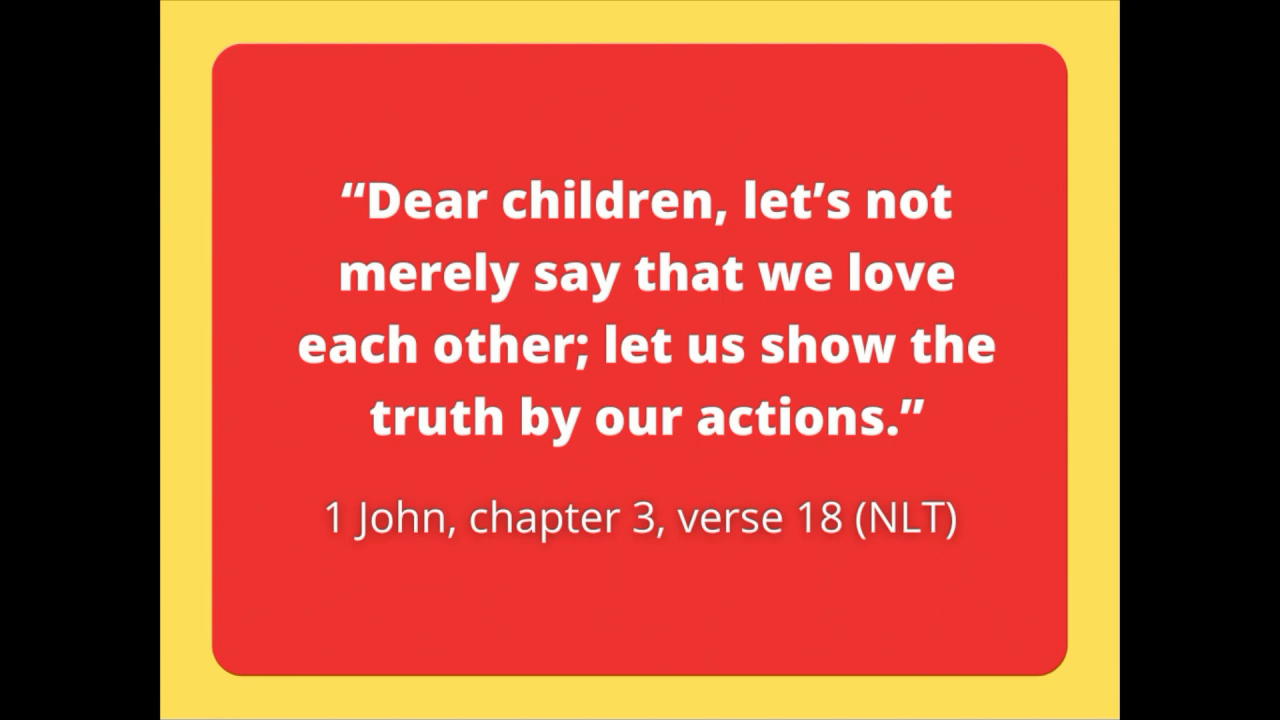 “Dear children, let’s not
merely say that we love
each other; let us show the
truth by our actions.”
1 John, chapter 3, verse 18 (NLT)